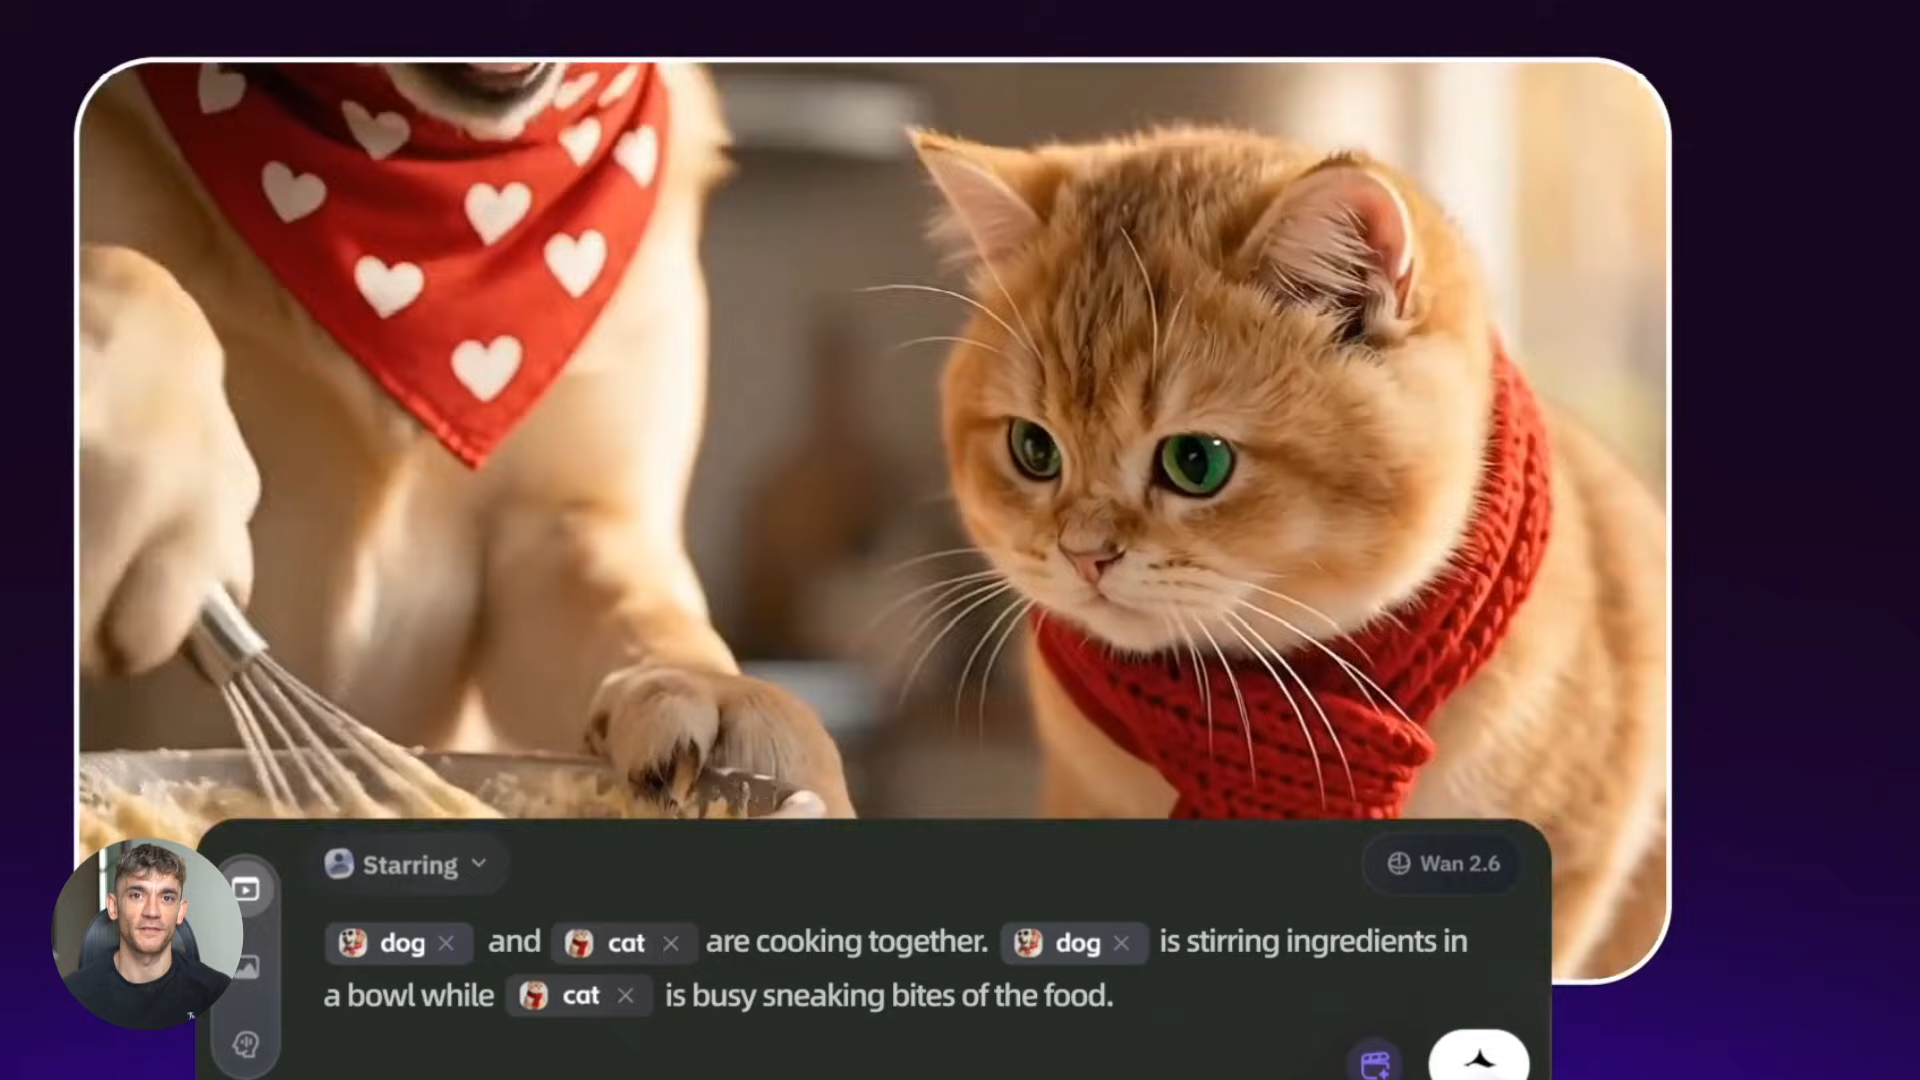 Starring
Wan 2.6
dog and cat are cooking together. dog is stirring ingredients in
a bowl while cat is busy sneaking bites of the food.